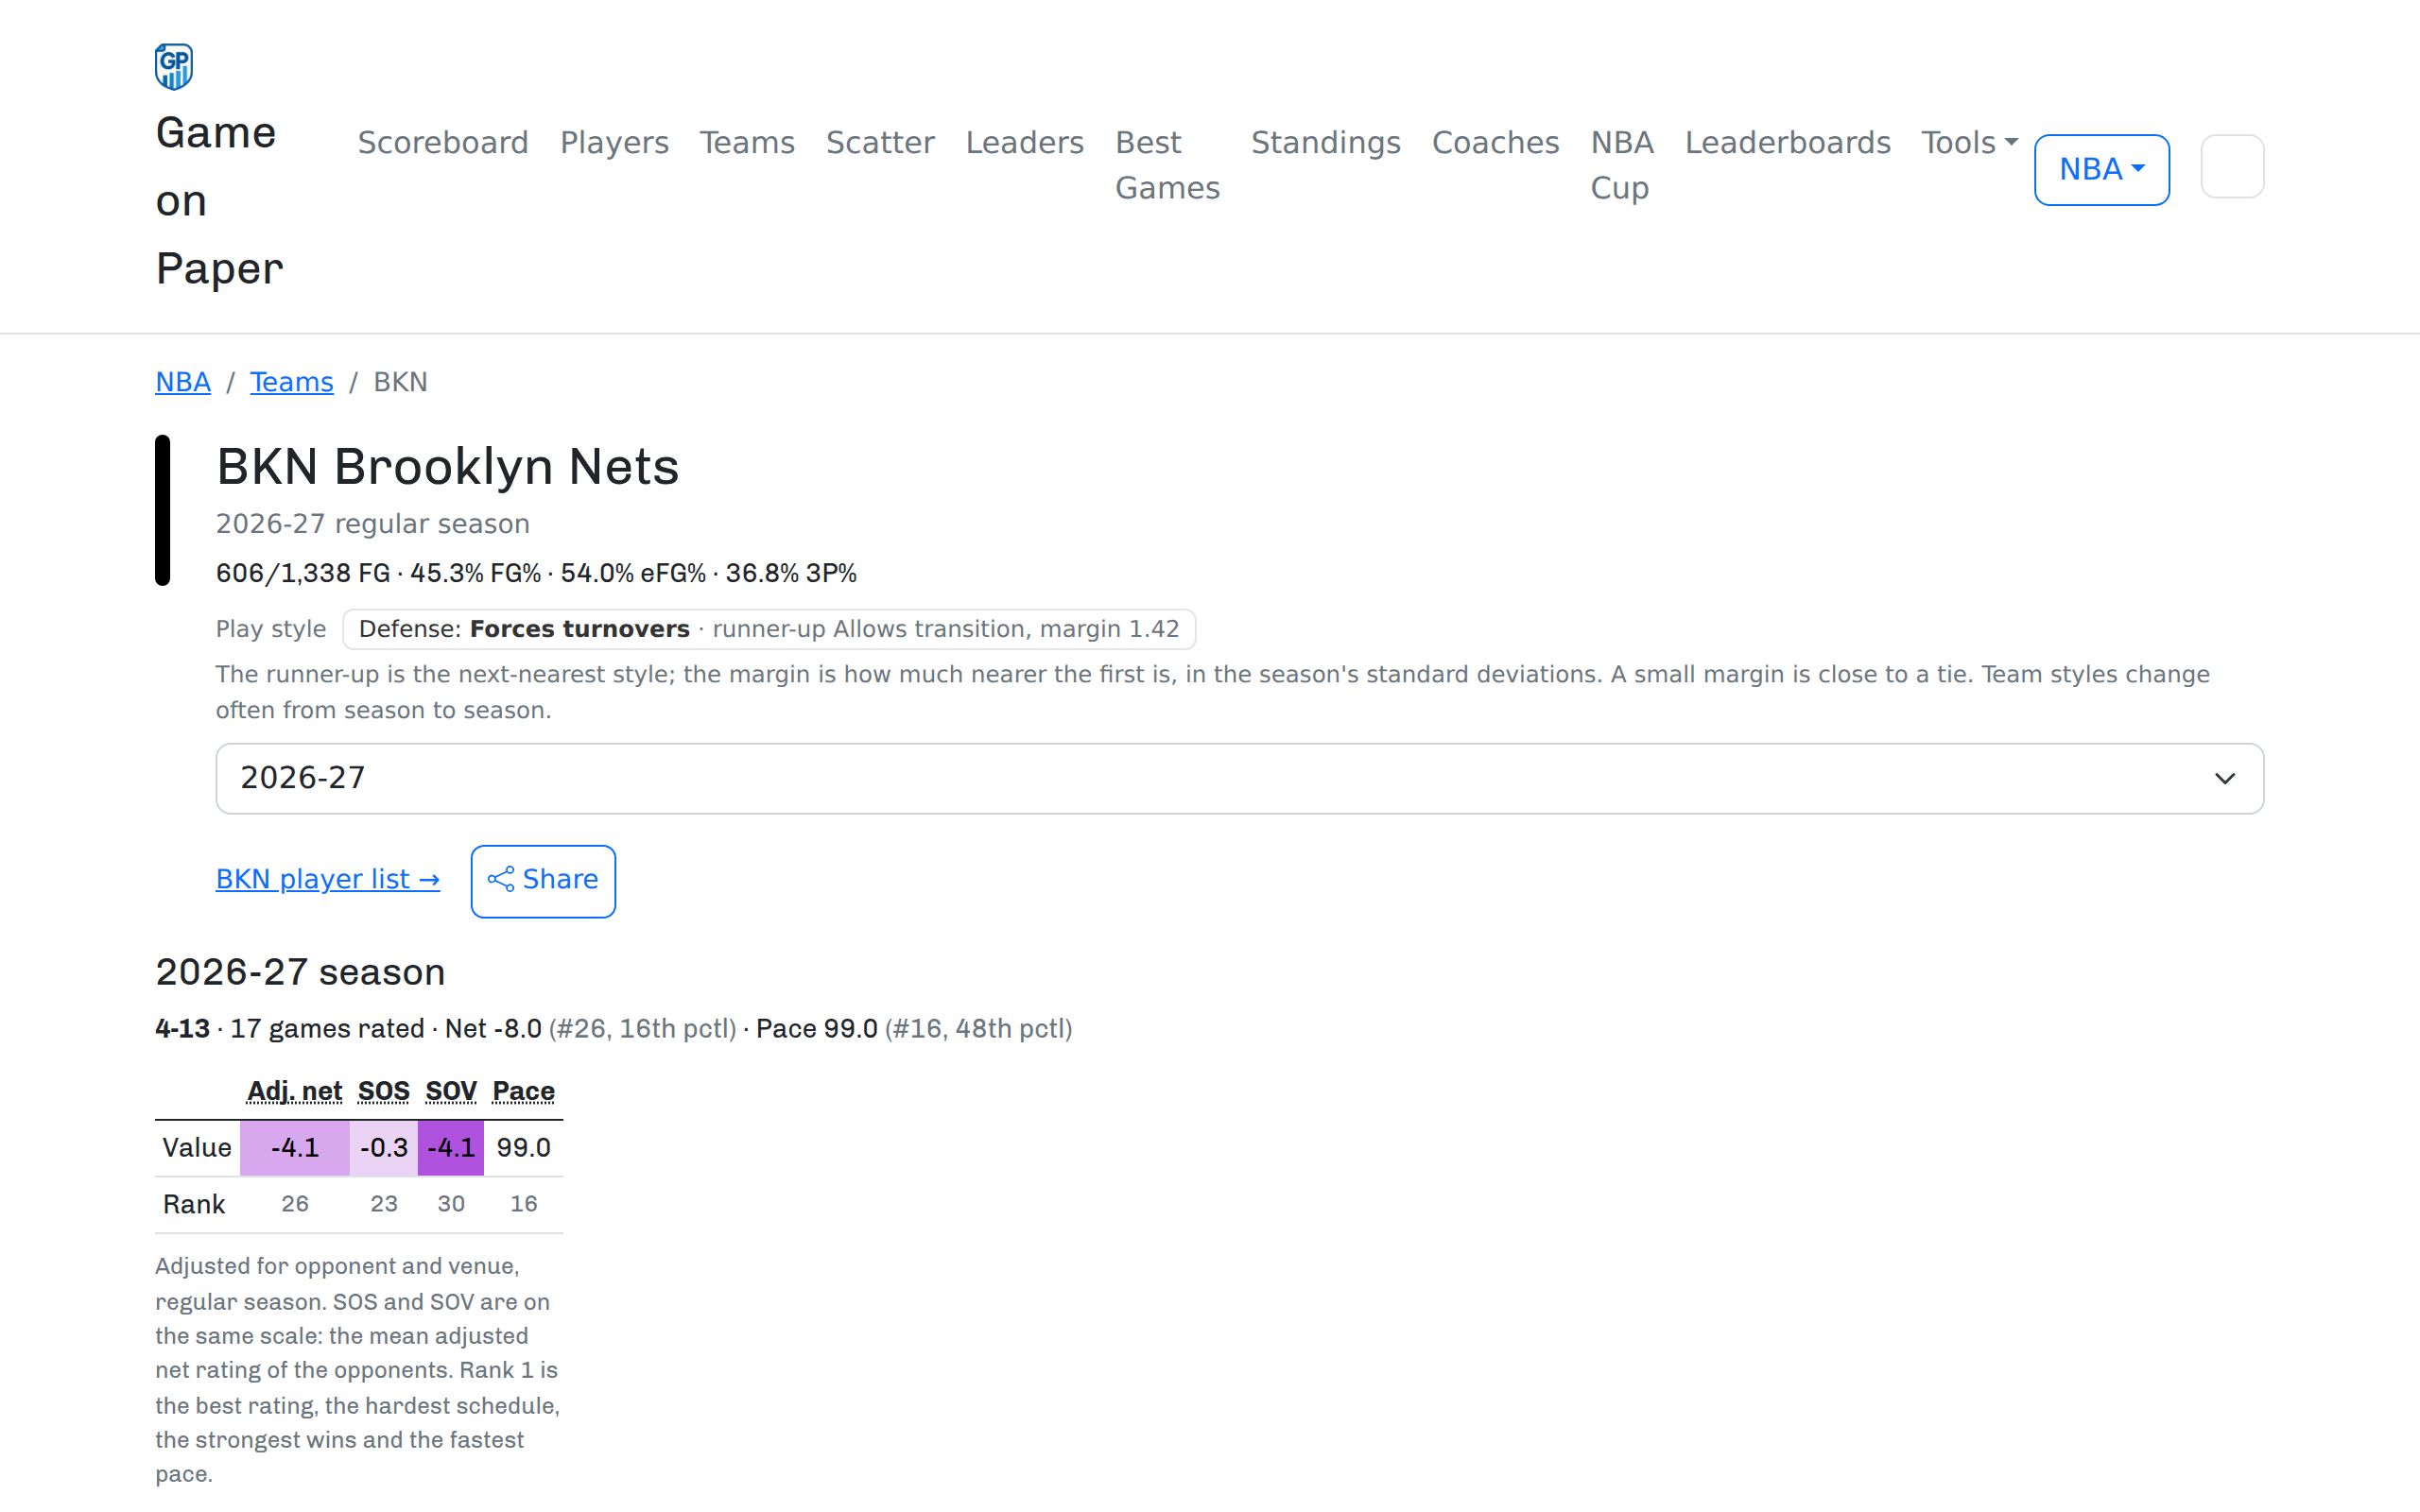 GP
Game
on
Paper
Scoreboard Players Teams Scatter Leaders Best Games Standings Coaches NBA Cup Leaderboards Tools NBA
NBA / Teams / BKN
BKN Brooklyn Nets
2026-27 regular season
606/1,338 FG · 45.3% FG% · 54.0% eFG% · 36.8% 3P%
Play style Defense: Forces turnovers · runner-up Allows transition, margin 1.42
The runner-up is the next-nearest style; the margin is how much nearer the first is, in the season's standard deviations. A small margin is close to a tie. Team styles change
often from season to season.
2026-27
BKN player list → Share
2026-27 season
4-13 · 17 games rated · Net -8.0 (#26, 16th pctl) · Pace 99.0 (#16, 48th pctl)
Adj. net SOS SOV Pace
Value -4.1 -0.3 -4.1 99.0
Rank 26 23 30 16
Adjusted for opponent and venue,
regular season. SOS and SOV are on
the same scale: the mean adjusted
net rating of the opponents. Rank 1 is
the best rating, the hardest schedule,
the strongest wins and the fastest
pace.